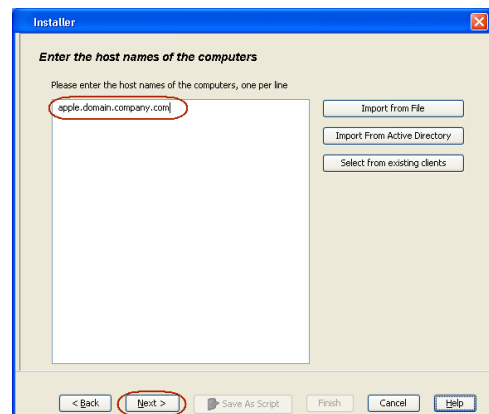 Installer
Enter the host names of the computers
Please enter the host names of the computers, one per line
apple.domain.company.com
Import from File
Import From Active Directory
Select from existing clients
< Back Next > Save As Script Finish Cancel Help